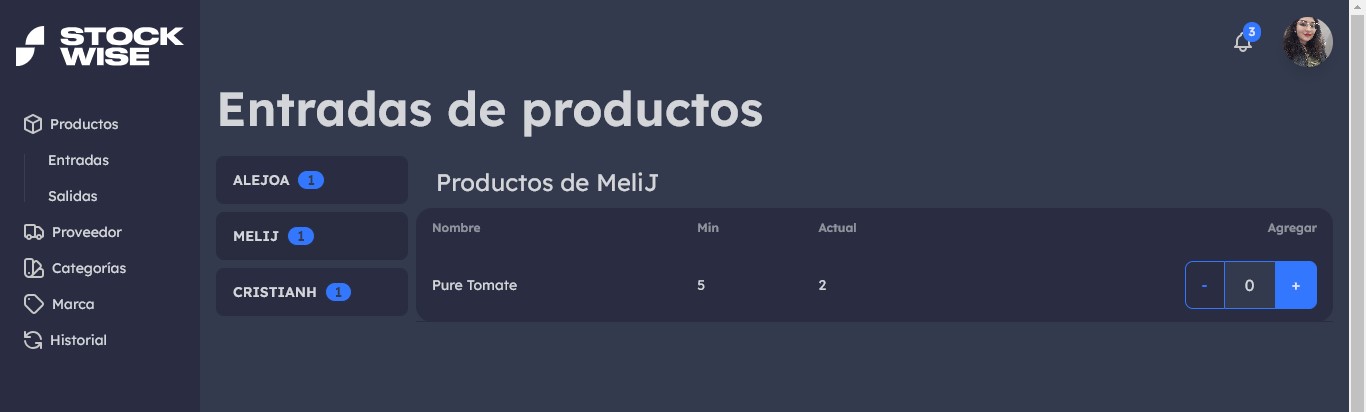 STOCK
WISE
3
Productos
Entradas
Salidas
Proveedor
Categorías
Marca
Historial
Entradas de productos
ALEJOA 1
MELIJ 1
CRISTIANH 1
Productos de MeliJ
Nombre Min Actual Agregar
Pure Tomate 5 2 - 0 +